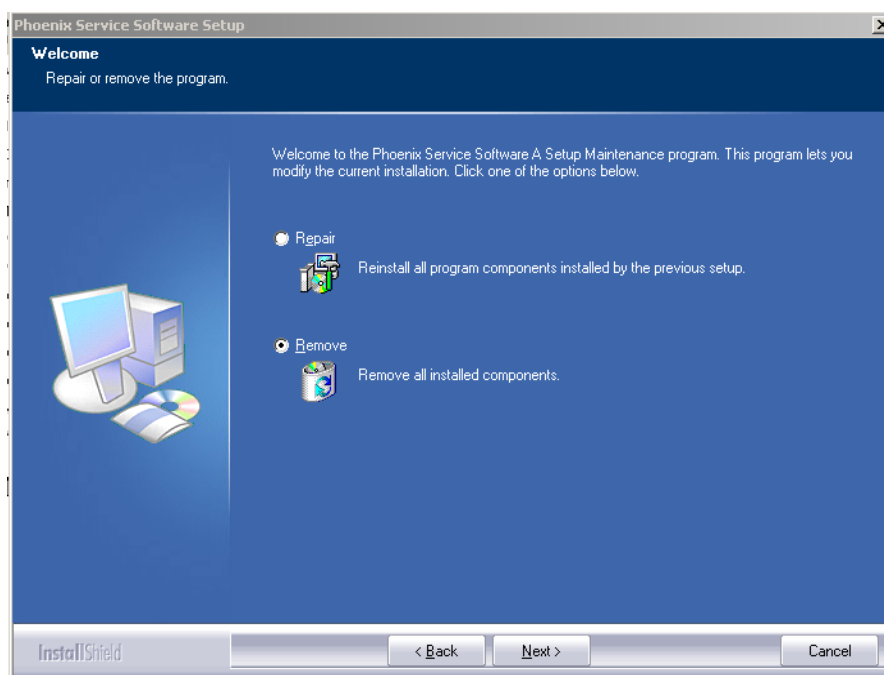 Phoenix Service Software Setup
Welcome
Repair or remove the program.
Welcome to the Phoenix Service Software A Setup Maintenance program. This program lets you
modify the current installation. Click one of the options below.
Repair
Reinstall all program components installed by the previous setup.
Remove
Remove all installed components.
InstallShield
< Back
Next >
Cancel